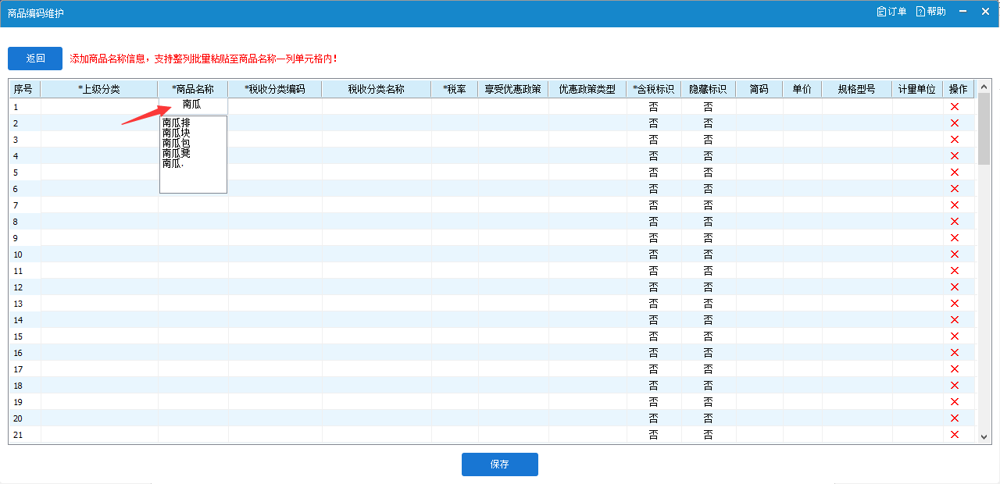 商品编码维护 订单 帮助
返回 添加商品名称信息，支持整列批量粘贴至商品名称一列单元格内！
序号 *上级分类 *商品名称 *税收分类编码 税收分类名称 *税率 享受优惠政策 优惠政策类型 *含税标识 隐藏标识 简码 单价 规格型号 计量单位 操作
1 南瓜 否 否
2 南瓜排 否 否
南瓜块
3 南瓜包 否 否
4 南瓜凳 否 否
南瓜.
5 否 否
6 否 否
7 否 否
8 否 否
9 否 否
10 否 否
11 否 否
12 否 否
13 否 否
14 否 否
15 否 否
16 否 否
17 否 否
18 否 否
19 否 否
20 否 否
21 否 否
保存